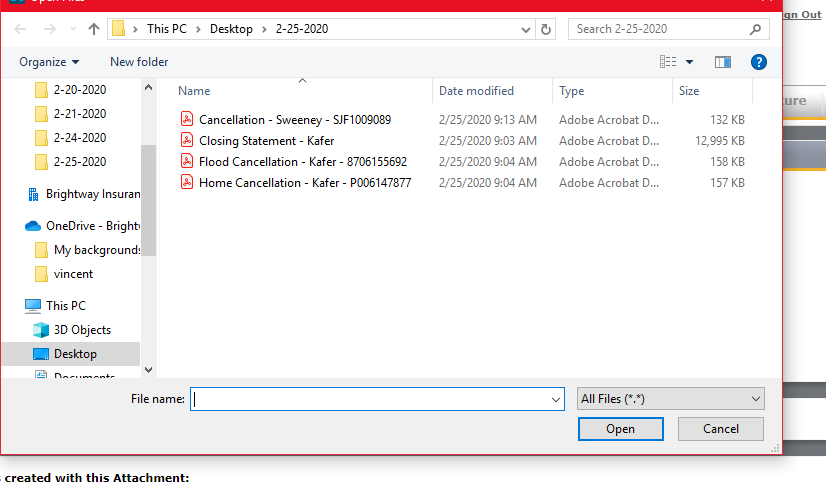 Open Files
gn Out
This PC > Desktop > 2-25-2020
Search 2-25-2020
Organize
New folder
ure
Name Date modified Type Size
2-20-2020
2-21-2020
2-24-2020
2-25-2020
Brightway Insuran
OneDrive - Bright
My backgrounds
vincent
This PC
3D Objects
Desktop
Documents
Cancellation - Sweeney - SJF1009089 2/25/2020 9:13 AM Adobe Acrobat D... 132 KB
Closing Statement - Kafer 2/25/2020 9:03 AM Adobe Acrobat D... 12,995 KB
Flood Cancellation - Kafer - 8706155692 2/25/2020 9:04 AM Adobe Acrobat D... 158 KB
Home Cancellation - Kafer - P006147877 2/25/2020 9:04 AM Adobe Acrobat D... 157 KB
File name:
All Files (*.*)
Open
Cancel
created with this Attachment: